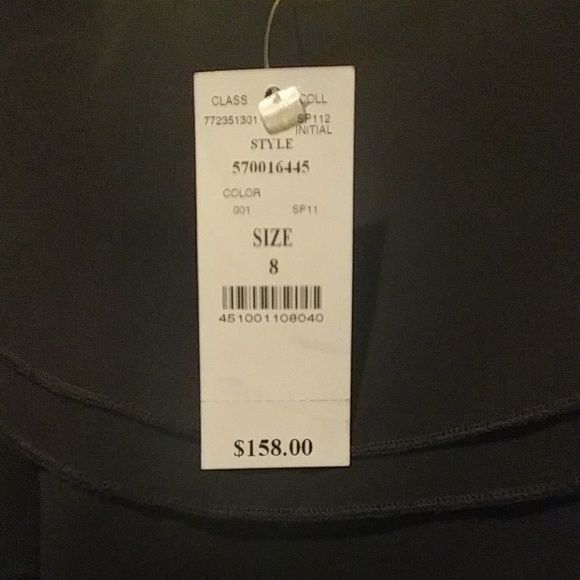 CLASS COLL
772351301 SP112
INITIAL
STYLE
570016445
COLOR
001 SP11
SIZE
8
451001108040
$158.00